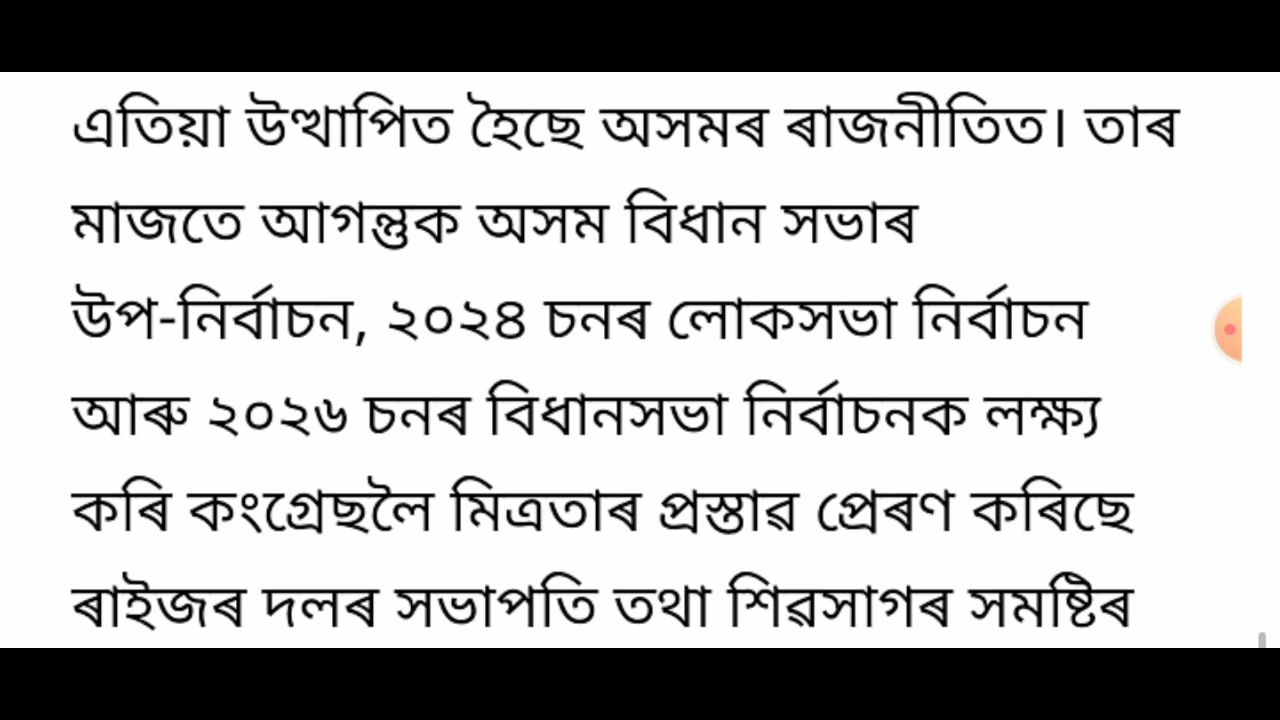 এতিয়া উত্থাপিত হৈছে অসমৰ ৰাজনীতিত। তাৰ
মাজতে আগন্তুক অসম বিধান সভাৰ
উপ-নিৰ্বাচন, ২০২৪ চনৰ লোকসভা নিৰ্বাচন
আৰু ২০২৬ চনৰ বিধানসভা নিৰ্বাচনক লক্ষ্য
কৰি কংগ্ৰেছলৈ মিত্ৰতাৰ প্ৰস্তাৱ প্ৰেৰণ কৰিছে
ৰাইজৰ দলৰ সভাপতি তথা শিৱসাগৰ সমষ্টিৰ